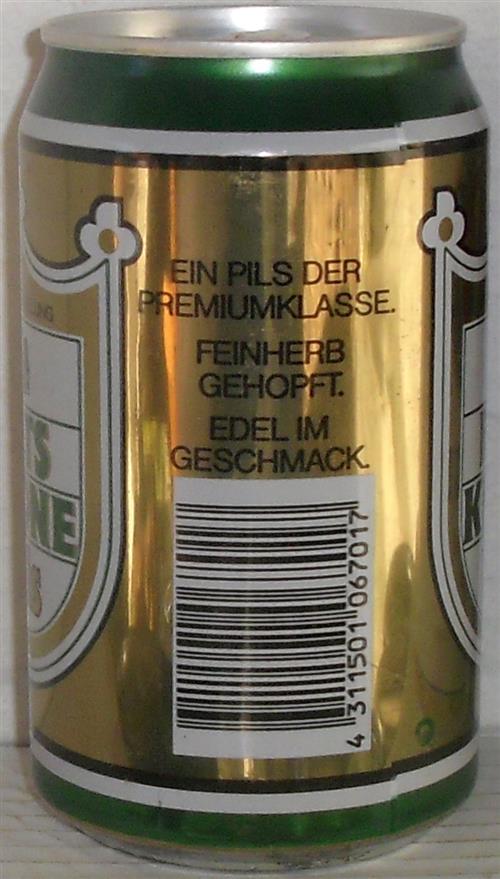 EIN PILS DER
PREMIUMKLASSE.
FEINHERB
GEHOPFT.
EDEL IM
GESCHMACK.
4 311501 067017